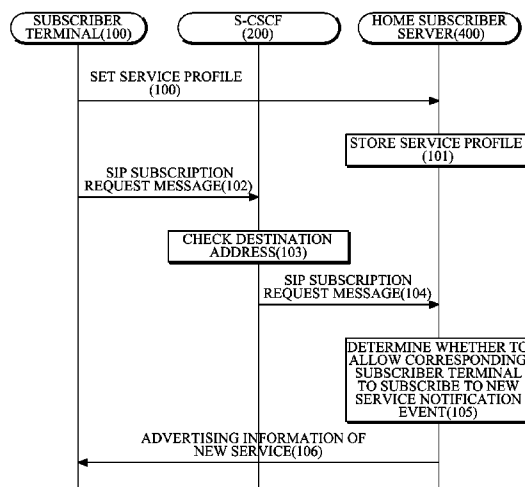 SUBSCRIBER
TERMINAL(100)
S-CSCF
(200)
HOME SUBSCRIBER
SERVER(400)
SET SERVICE PROFILE
(100)
STORE SERVICE PROFILE
(101)
SIP SUBSCRIPTION
REQUEST MESSAGE(102)
CHECK DESTINATION
ADDRESS(103)
SIP SUBSCRIPTION
REQUEST MESSAGE(104)
DETERMINE WHETHER TO
ALLOW CORRESPONDING
SUBSCRIBER TERMINAL
TO SUBSCRIBE TO NEW
SERVICE NOTIFICATION
EVENT(105)
ADVERTISING INFORMATION OF
NEW SERVICE(106)